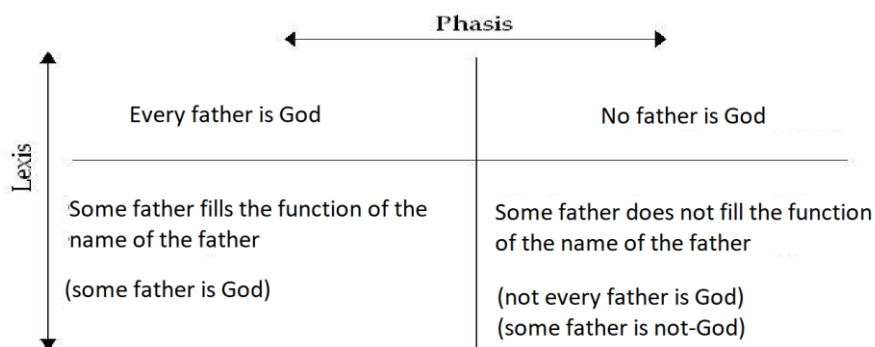 Phasis
Lexis
Every father is God
No father is God
Some father fills the function of the
name of the father
(some father is God)
Some father does not fill the function
of the name of the father
(not every father is God)
(some father is not-God)